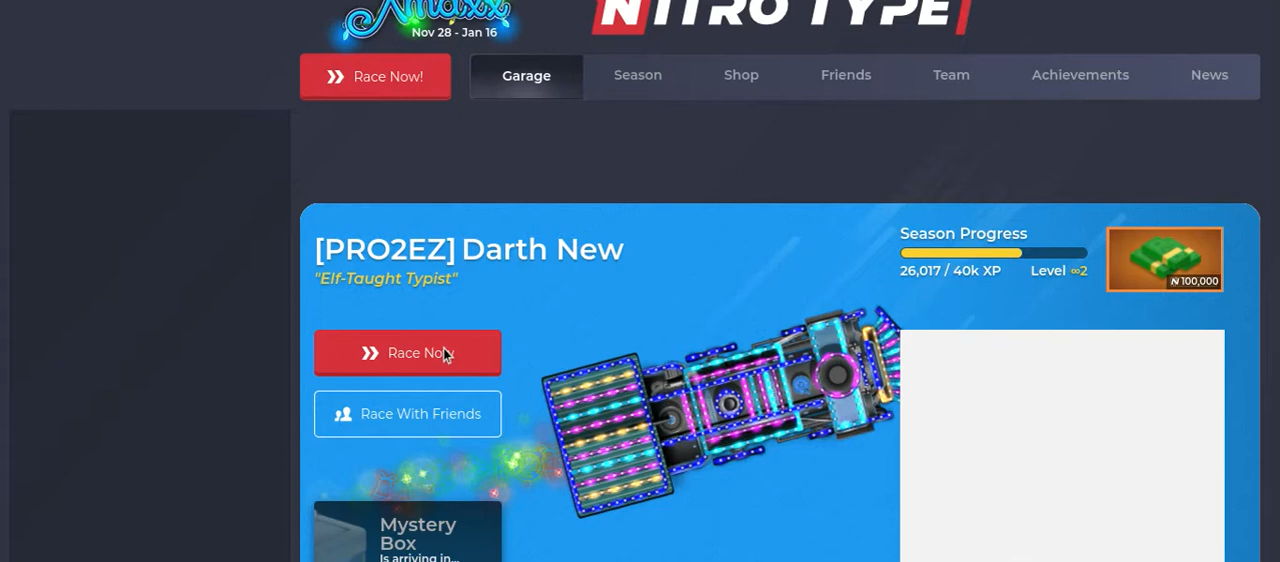 Xmaxx
Nov 28 - Jan 16
NITRO TYPE
Race Now!
Garage
Season
Shop
Friends
Team
Achievements
News
[PRO2EZ] Darth New
"Elf-Taught Typist"
Season Progress
26,017 / 40k XP
Level ∞2
N 100,000
Race Now
Race With Friends
Mystery
Box
Is arriving in...